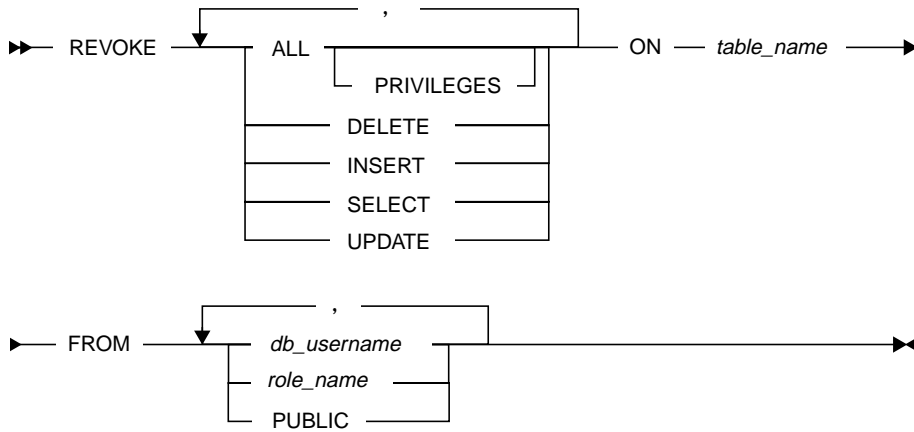 ,
REVOKE ALL ON table_name
PRIVILEGES
DELETE
INSERT
SELECT
UPDATE
,
FROM db_username
role_name
PUBLIC